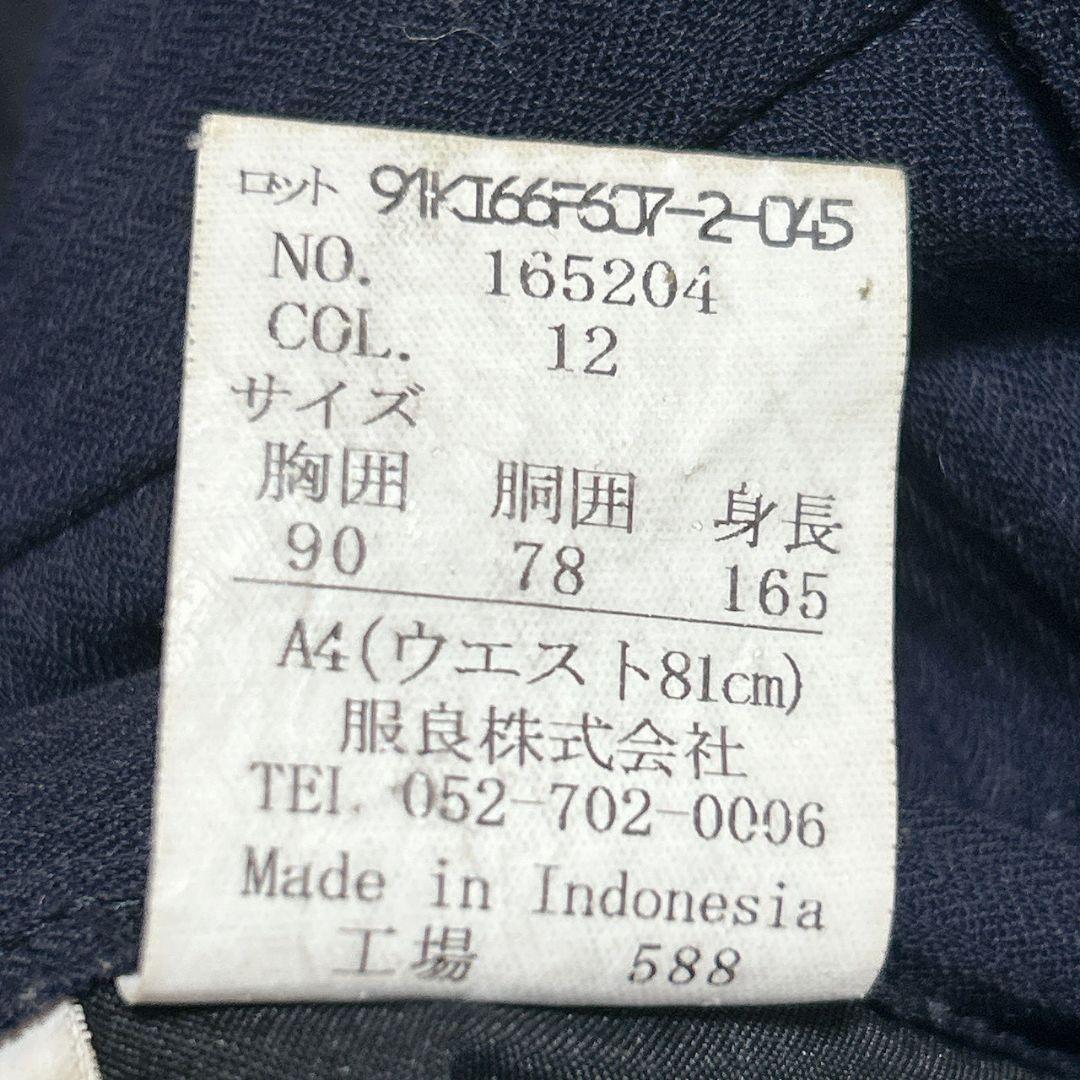 ロット 91KI66F607-2-045
NO. 165204
COL. 12
サイズ
胸囲 胴囲 身長
90 78 165
A4(ウエスト81cm)
服良株式会社
TEL 052-702-0006
Made in Indonesia
工場 588